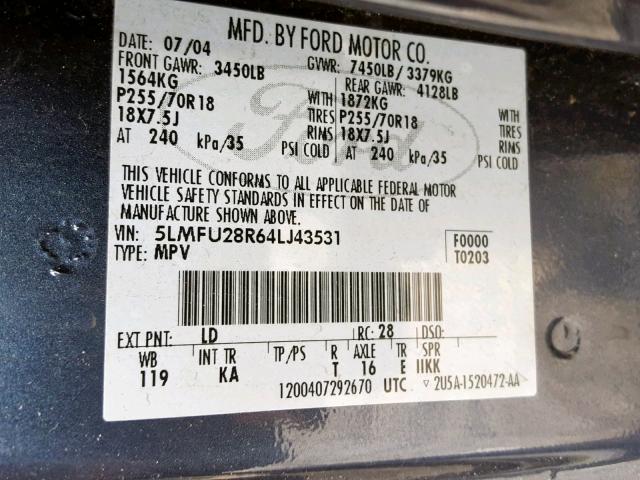 MFD. BY FORD MOTOR CO.
DATE: 07/04 GVWR: 7450LB/ 3379KG
FRONT GAWR: 3450LB REAR GAWR: 4128LB
1564KG WITH 1872KG WITH
P255/70R18 TIRES P255/70R18 TIRES
18X7.5J RIMS 18X7.5J RIMS
AT 240 kPa/35 PSI COLD AT 240 kPa/35 PSI COLD
Ford
THIS VEHICLE CONFORMS TO ALL APPLICABLE FEDERAL MOTOR
VEHICLE SAFETY STANDARDS IN EFFECT ON THE DATE OF
MANUFACTURE SHOWN ABOVE.
VIN: 5LMFU28R64LJ43531 F0000
TYPE: MPV T0203
EXT PNT: LD RC: 28 DSO:
WB INT TR TP/PS R AXLE TR SPR
119 KA T 16 E IIKK
1200407292670 UTC ▽ 2U5A-1520472-AA